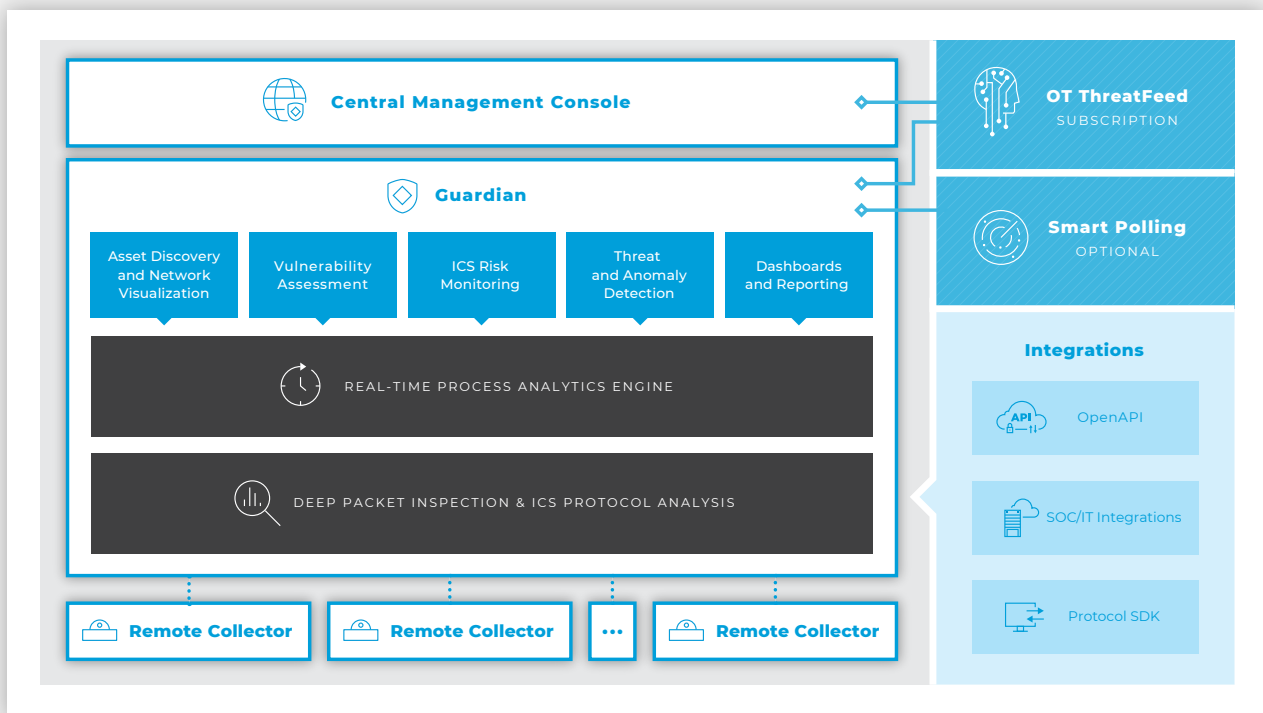 Central Management Console
OT ThreatFeed
SUBSCRIPTION
Guardian
Smart Polling
OPTIONAL
Asset Discovery
and Network
Visualization
Vulnerability
Assessment
ICS Risk
Monitoring
Threat
and Anomaly
Detection
Dashboards
and Reporting
REAL-TIME PROCESS ANALYTICS ENGINE
DEEP PACKET INSPECTION & ICS PROTOCOL ANALYSIS
Integrations
API
OpenAPI
SOC/IT Integrations
Protocol SDK
Remote Collector
Remote Collector
...
Remote Collector